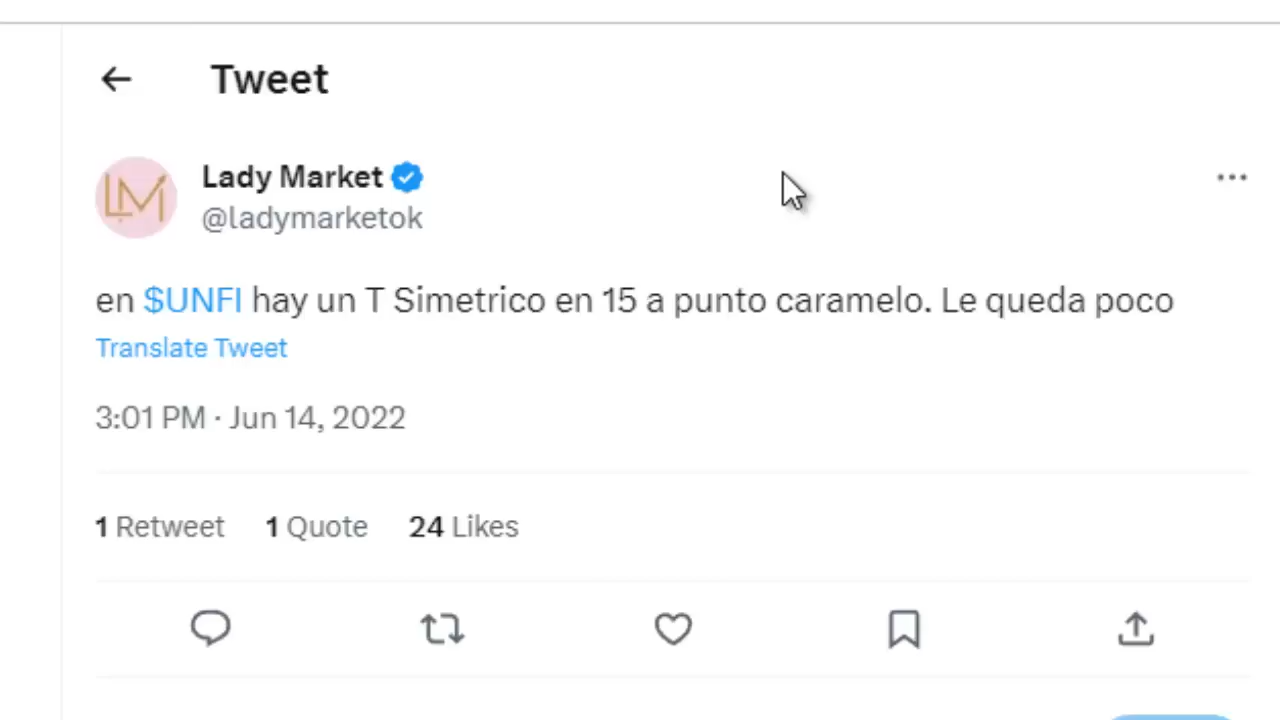 Tweet
LM
Lady Market
@ladymarketok
en $UNFI hay un T Simetrico en 15 a punto caramelo. Le queda poco
Translate Tweet
3:01 PM · Jun 14, 2022
1 Retweet 1 Quote 24 Likes